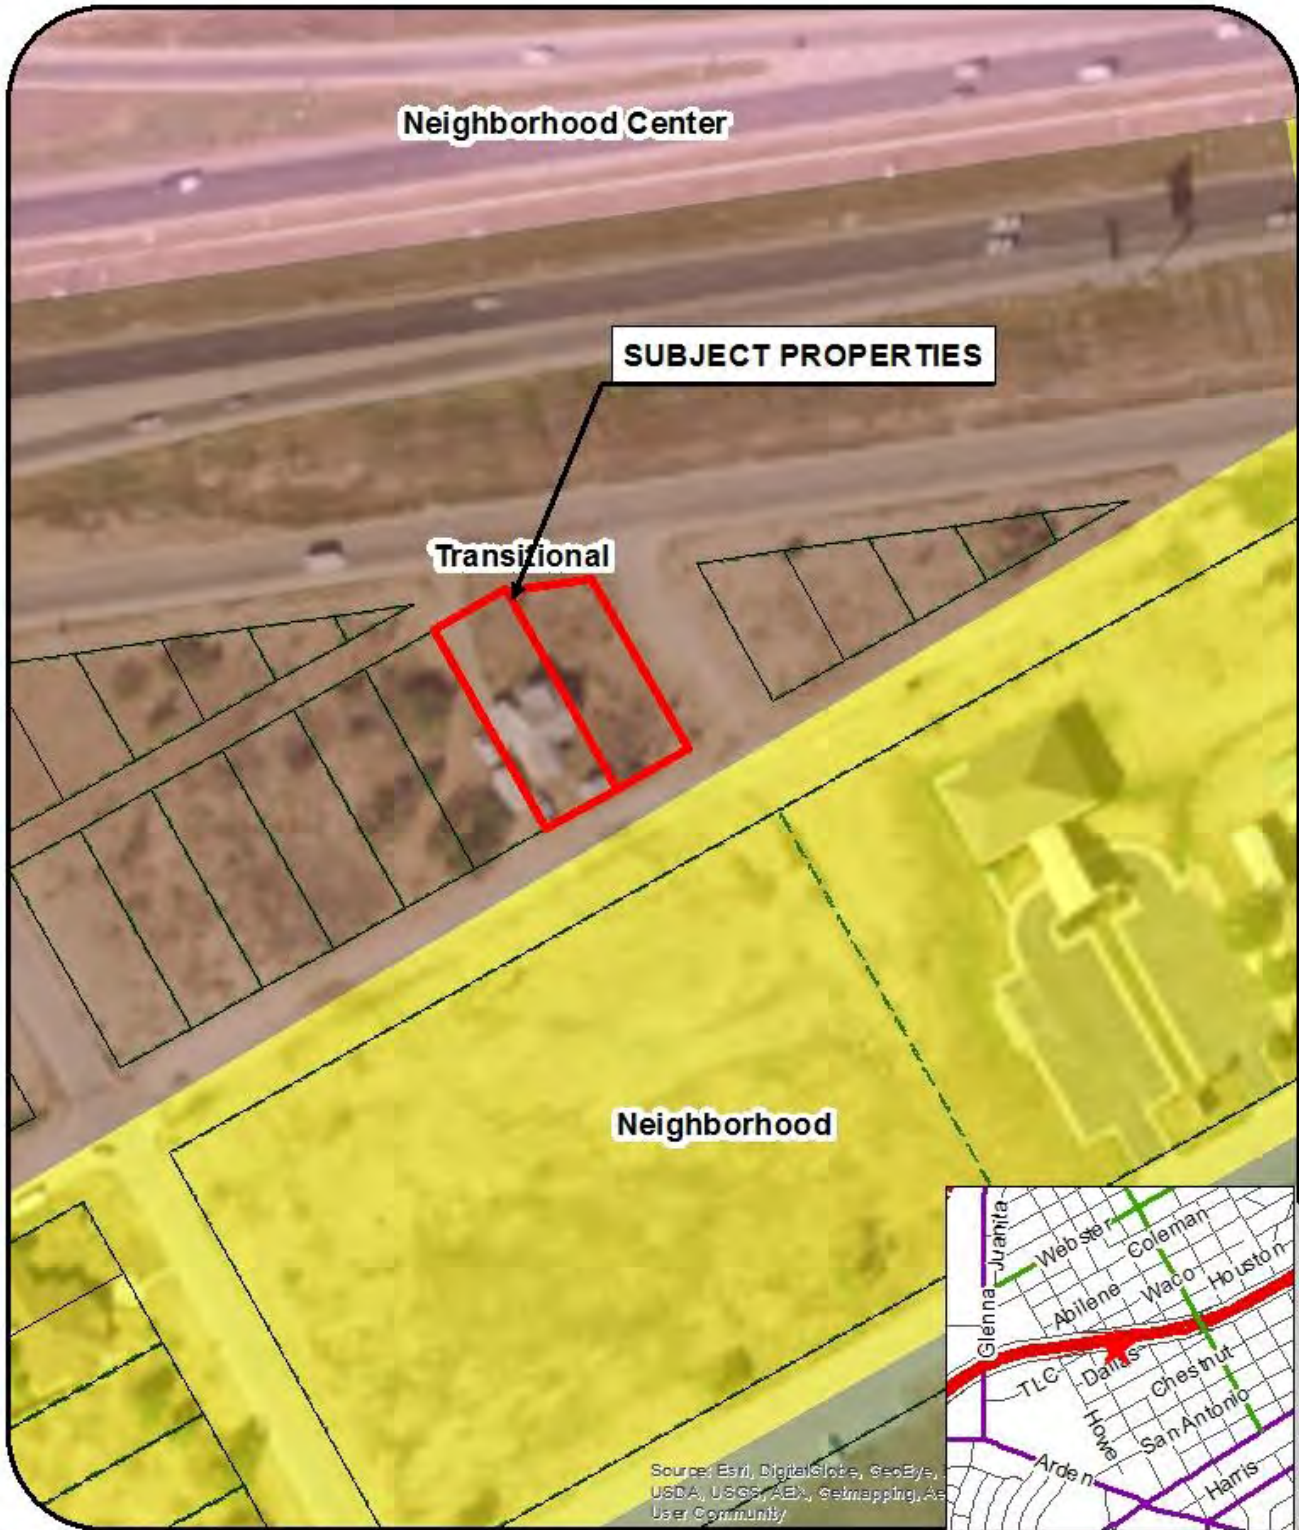 Neighborhood Center
SUBJECT PROPERTIES
Transitional
Neighborhood
Source: Esri, DigitalGlobe, GeoEye,
USDA, USGS, AEX, Getmapping, Ae
User Community
Glenna
Juanita
Webster
Coleman
Abilene
Waco
Houston
TLC
Dallas
Chestnut
Howe
San Antonio
Arden
Harris